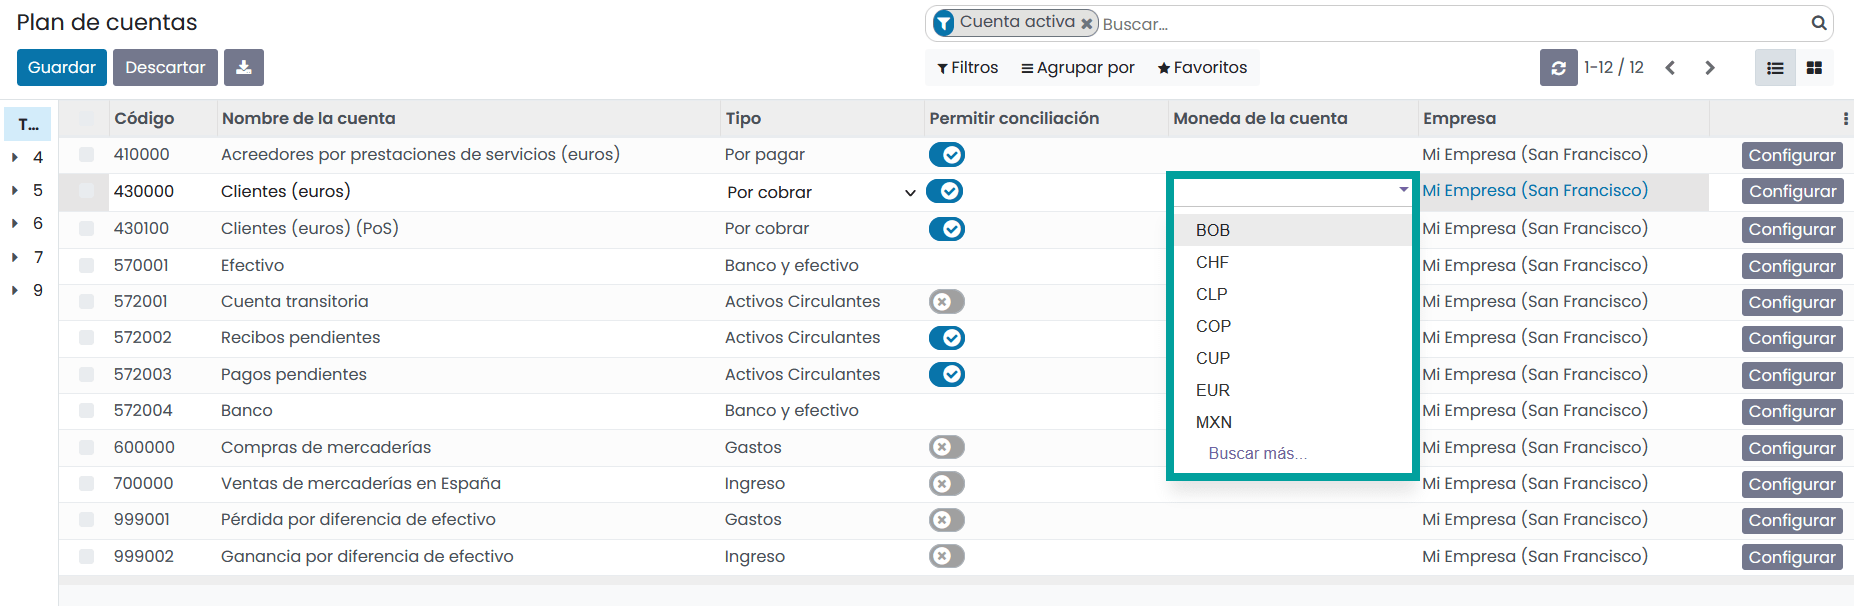 Plan de cuentas
Cuenta activa Buscar...
Guardar Descartar
Filtros Agrupar por Favoritos
1-12 / 12
T... Código Nombre de la cuenta Tipo Permitir conciliación Moneda de la cuenta Empresa
4 410000 Acreedores por prestaciones de servicios (euros) Por pagar Mi Empresa (San Francisco) Configurar
5 430000 Clientes (euros) Por cobrar Mi Empresa (San Francisco) Configurar
6 430100 Clientes (euros) (PoS) Por cobrar BOB Mi Empresa (San Francisco) Configurar
7 570001 Efectivo Banco y efectivo CHF Mi Empresa (San Francisco) Configurar
9 572001 Cuenta transitoria Activos Circulantes CLP Mi Empresa (San Francisco) Configurar
572002 Recibos pendientes Activos Circulantes COP Mi Empresa (San Francisco) Configurar
572003 Pagos pendientes Activos Circulantes CUP Mi Empresa (San Francisco) Configurar
572004 Banco Banco y efectivo EUR Mi Empresa (San Francisco) Configurar
MXN
600000 Compras de mercaderías Gastos Buscar más... Mi Empresa (San Francisco) Configurar
700000 Ventas de mercaderías en España Ingreso Mi Empresa (San Francisco) Configurar
999001 Pérdida por diferencia de efectivo Gastos Mi Empresa (San Francisco) Configurar
999002 Ganancia por diferencia de efectivo Ingreso Mi Empresa (San Francisco) Configurar